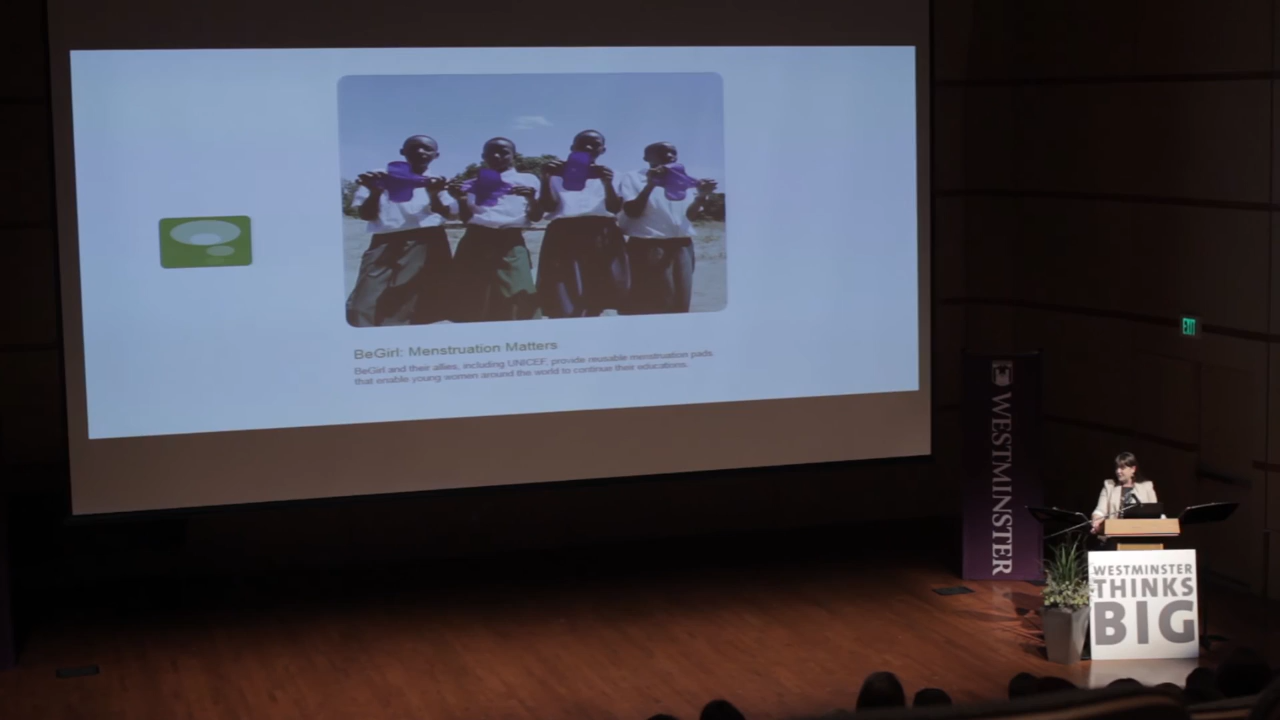 BeGirl: Menstruation Matters
BeGirl and their allies, including UNICEF, provide reusable menstruation pads
that enable young women around the world to continue their educations.
EXIT
WESTMINSTER
WESTMINSTER
THINKS
BIG